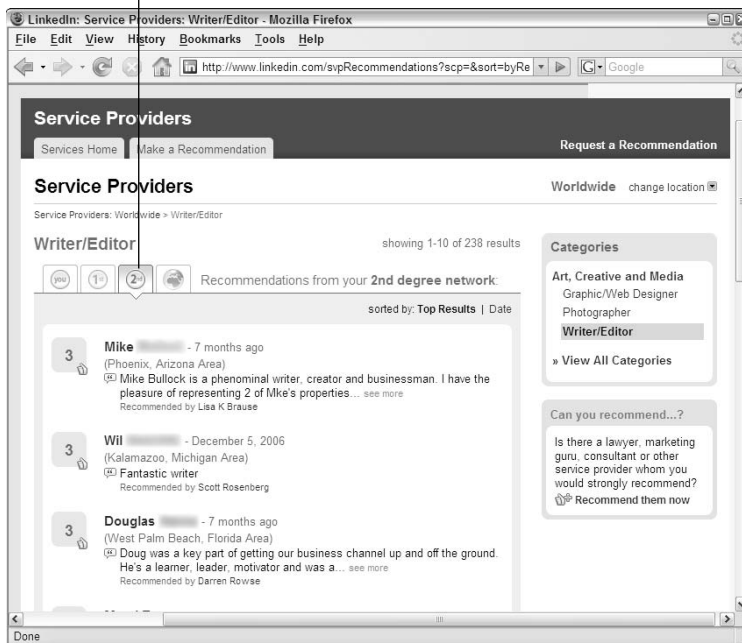 LinkedIn: Service Providers: Writer/Editor - Mozilla Firefox
File Edit View History Bookmarks Tools Help
http://www.linkedin.com/svpRecommendations?scp=&sort=byRe
G Google
Service Providers
Services Home Make a Recommendation Request a Recommendation
Service Providers Worldwide change location
Service Providers: Worldwide > Writer/Editor
Writer/Editor showing 1-10 of 238 results
you 1st 2nd Recommendations from your 2nd degree network:
sorted by: Top Results | Date
3 Mike - 7 months ago
(Phoenix, Arizona Area)
Mike Bullock is a phenominal writer, creator and businessman. I have the
pleasure of representing 2 of Mke's properties... see more
Recommended by Lisa K Brause
3 Wil - December 5, 2006
(Kalamazoo, Michigan Area)
Fantastic writer
Recommended by Scott Rosenberg
3 Douglas - 7 months ago
(West Palm Beach, Florida Area)
Doug was a key part of getting our business channel up and off the ground.
He's a learner, leader, motivator and was a... see more
Recommended by Darren Rowse
Categories
Art, Creative and Media
Graphic/Web Designer
Photographer
Writer/Editor
» View All Categories
Can you recommend...?
Is there a lawyer, marketing
guru, consultant or other
service provider whom you
would strongly recommend?
Recommend them now
Done